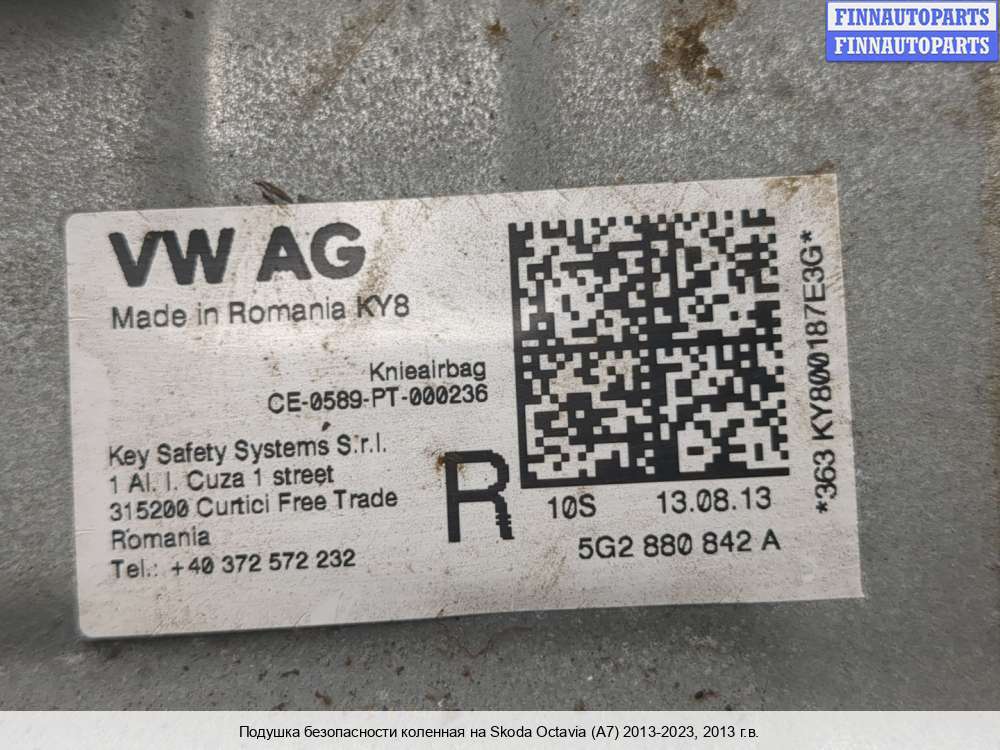 FINNAUTOPARTS
FINNAUTOPARTS
VW AG
Made in Romania KY8
Knieairbag
CE-0589-PT-000236
Key Safety Systems S.r.l.
1 Al. I. Cuza 1 street
315200 Curtici Free Trade
Romania
Tel.: +40 372 572 232
R
10S 13.08.13
5G2 880 842 A
*363 KY8000187E3G*
Подушка безопасности коленная на Skoda Octavia (A7) 2013-2023, 2013 г.в.